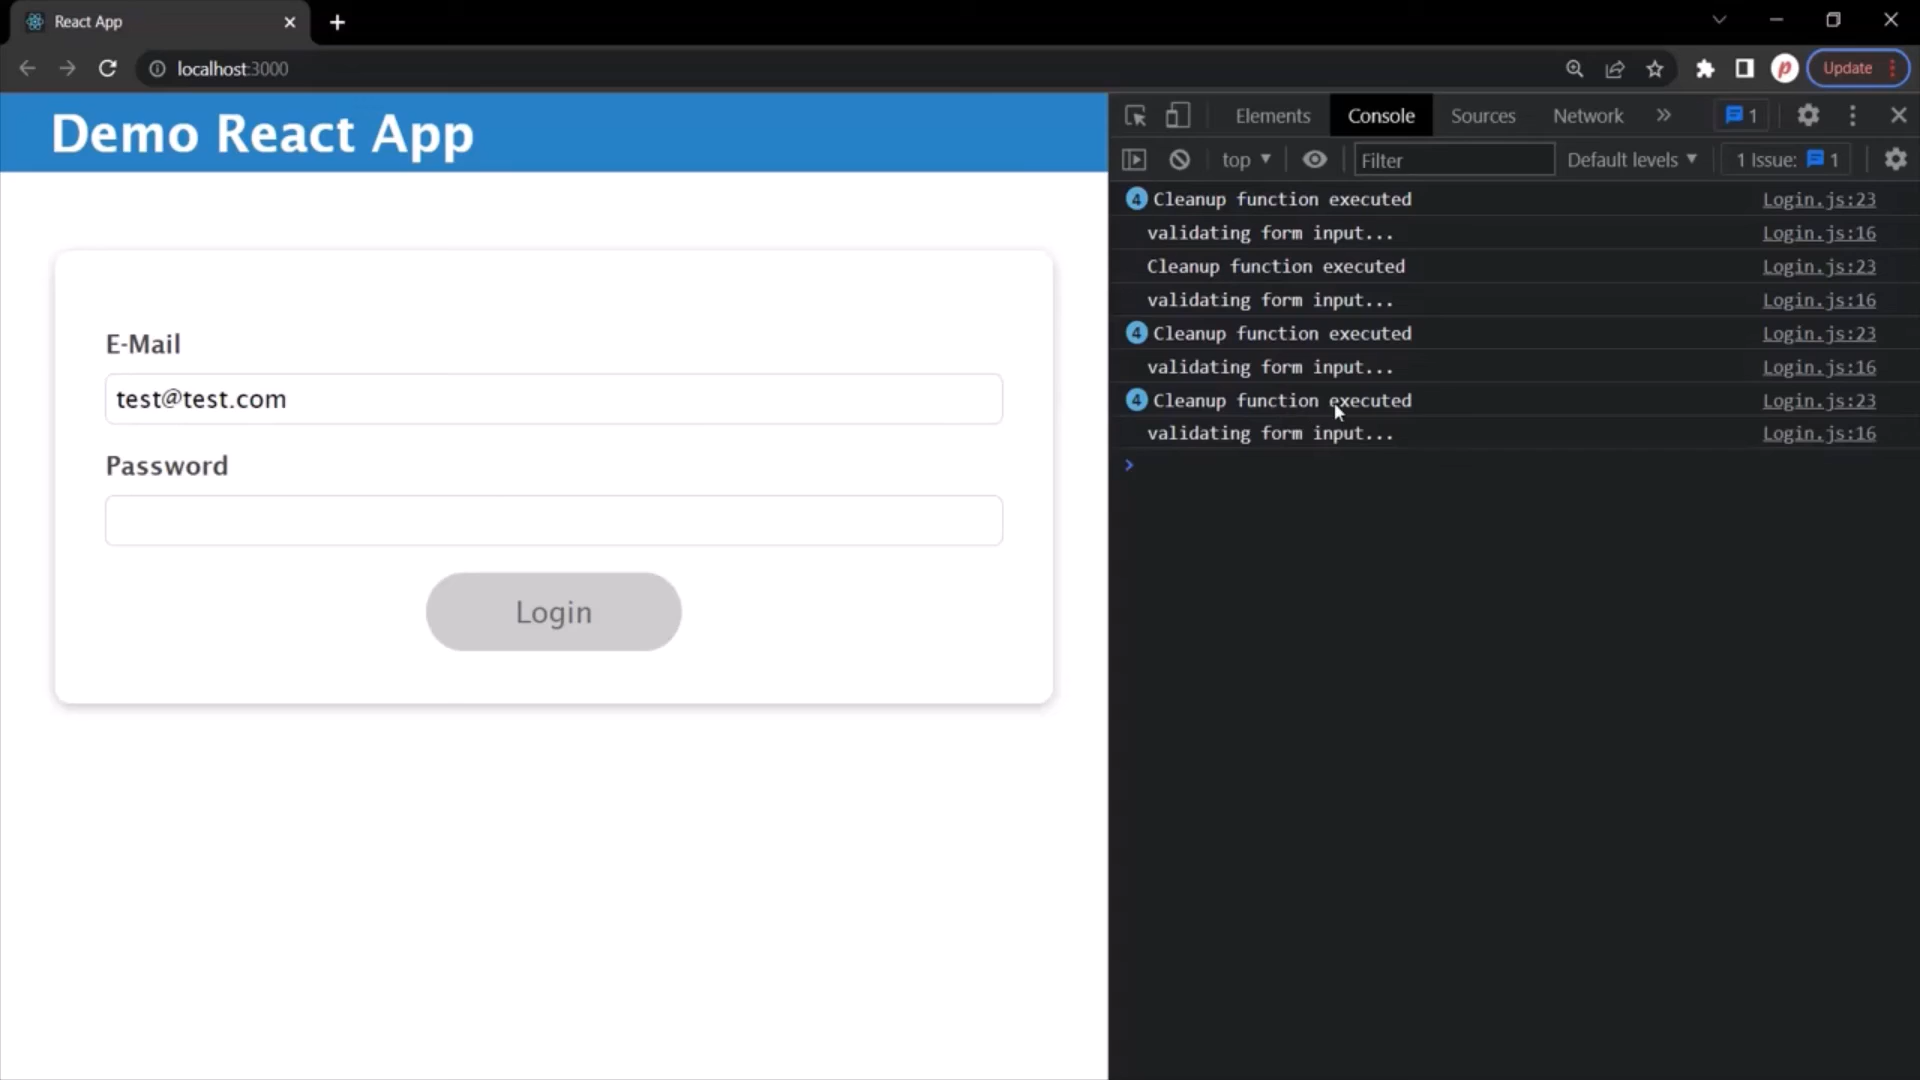 React App
localhost:3000
Update
Demo React App
E-Mail
test@test.com
Password
Login
Elements
Console
Sources
Network
1
top
Filter
Default levels
1 Issue:
1
4 Cleanup function executed Login.js:23
validating form input... Login.js:16
Cleanup function executed Login.js:23
validating form input... Login.js:16
4 Cleanup function executed Login.js:23
validating form input... Login.js:16
4 Cleanup function executed Login.js:23
validating form input... Login.js:16